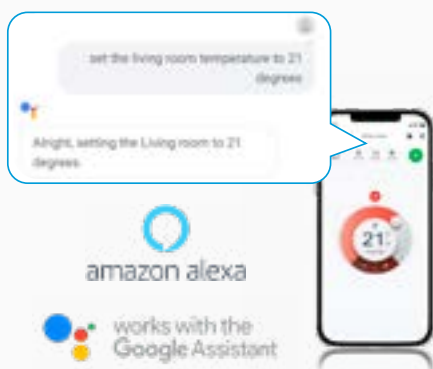 set the living room temperature to 21
degrees
Alright, setting the Living room to 21
degrees.
21
amazon alexa
works with the
Google Assistant